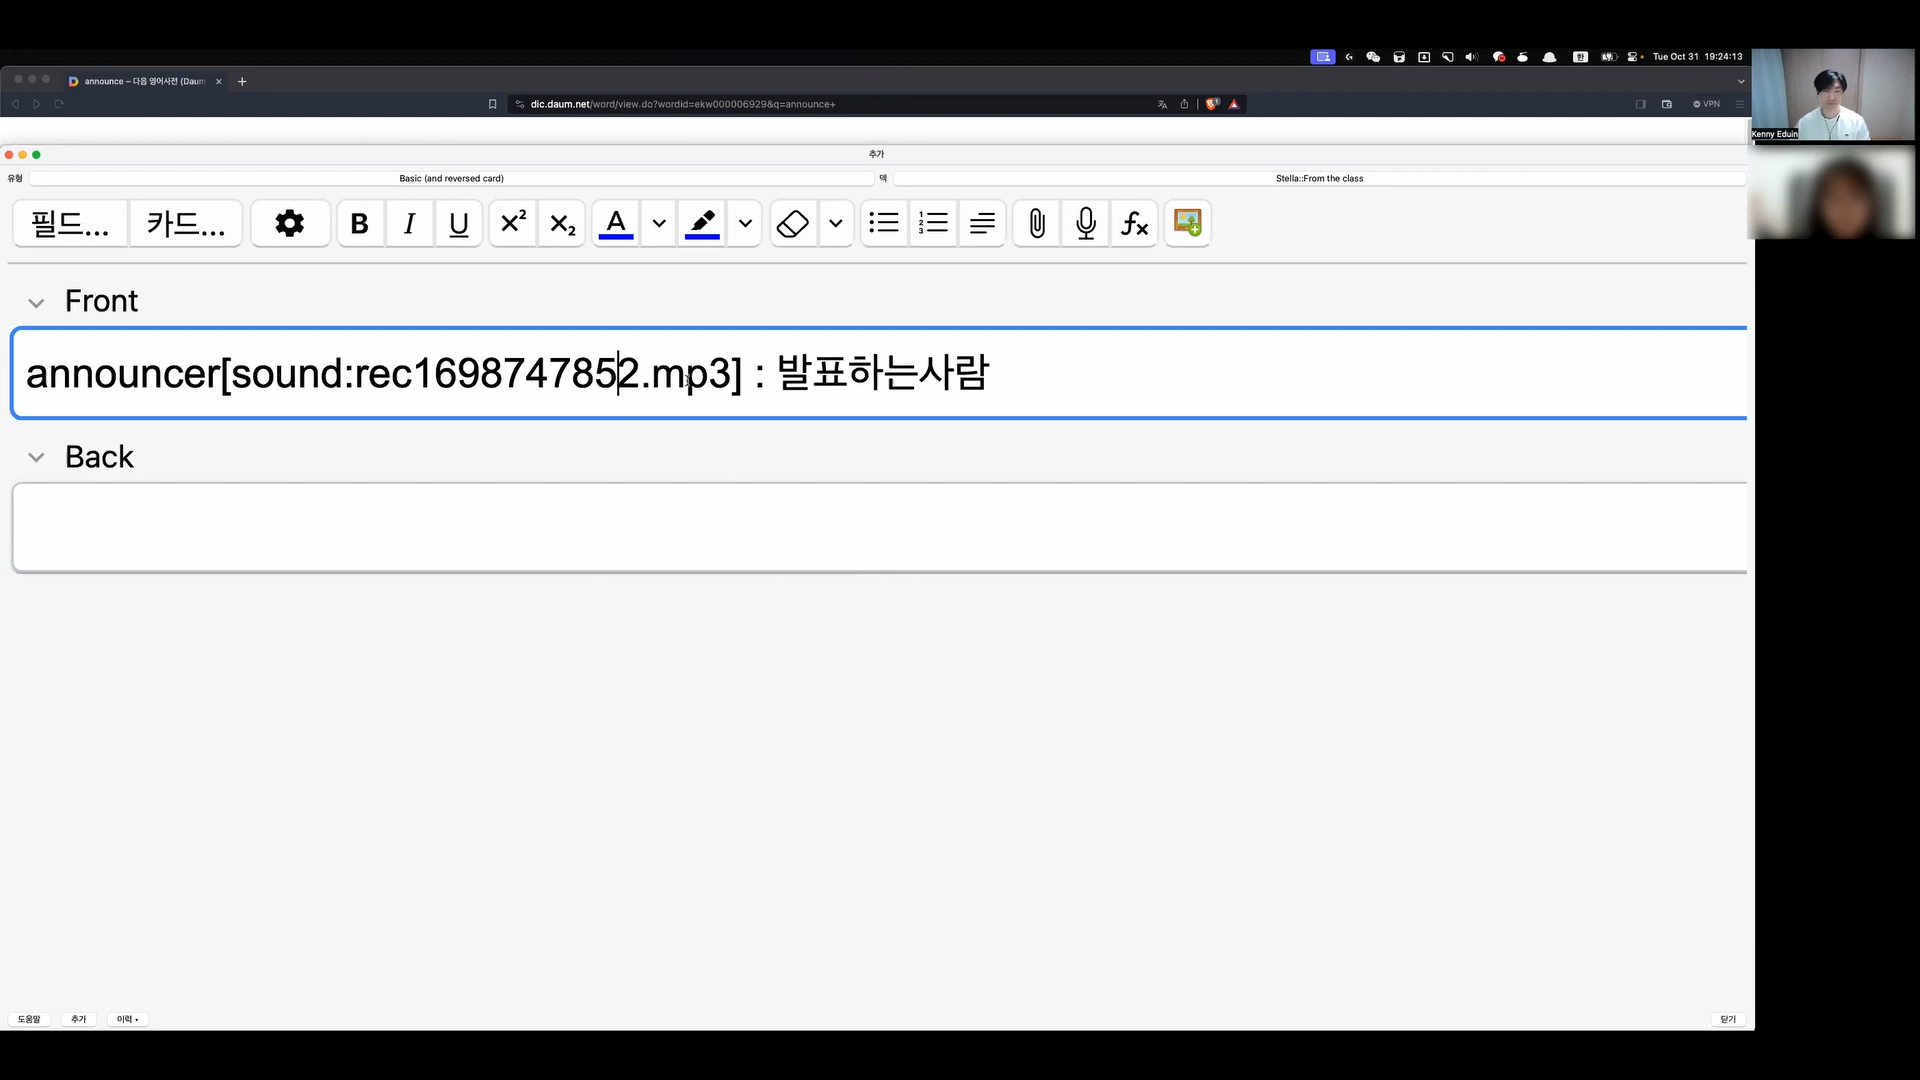 Tue Oct 31 19:24:13
announce – 다음 영어사전 (Daum
dic.daum.net/word/view.do?wordid=ekw000006929&q=announce+
VPN
Kenny Eduin
추가
유형 Basic (and reversed card) 덱 Stella::From the class
필드... 카드... B I U X² X₂ A fx
Front
announcer[sound:rec1698747852.mp3] : 발표하는사람
Back
도움말 추가 이력 닫기